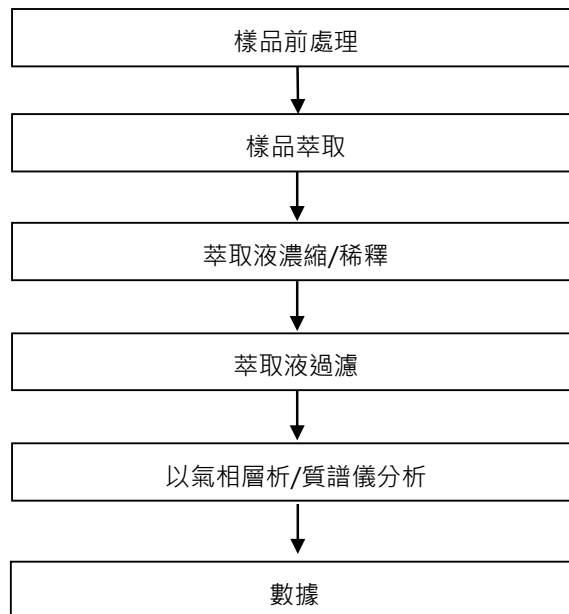 樣品前處理
樣品萃取
萃取液濃縮/稀釋
萃取液過濾
以氣相層析/質譜儀分析
數據